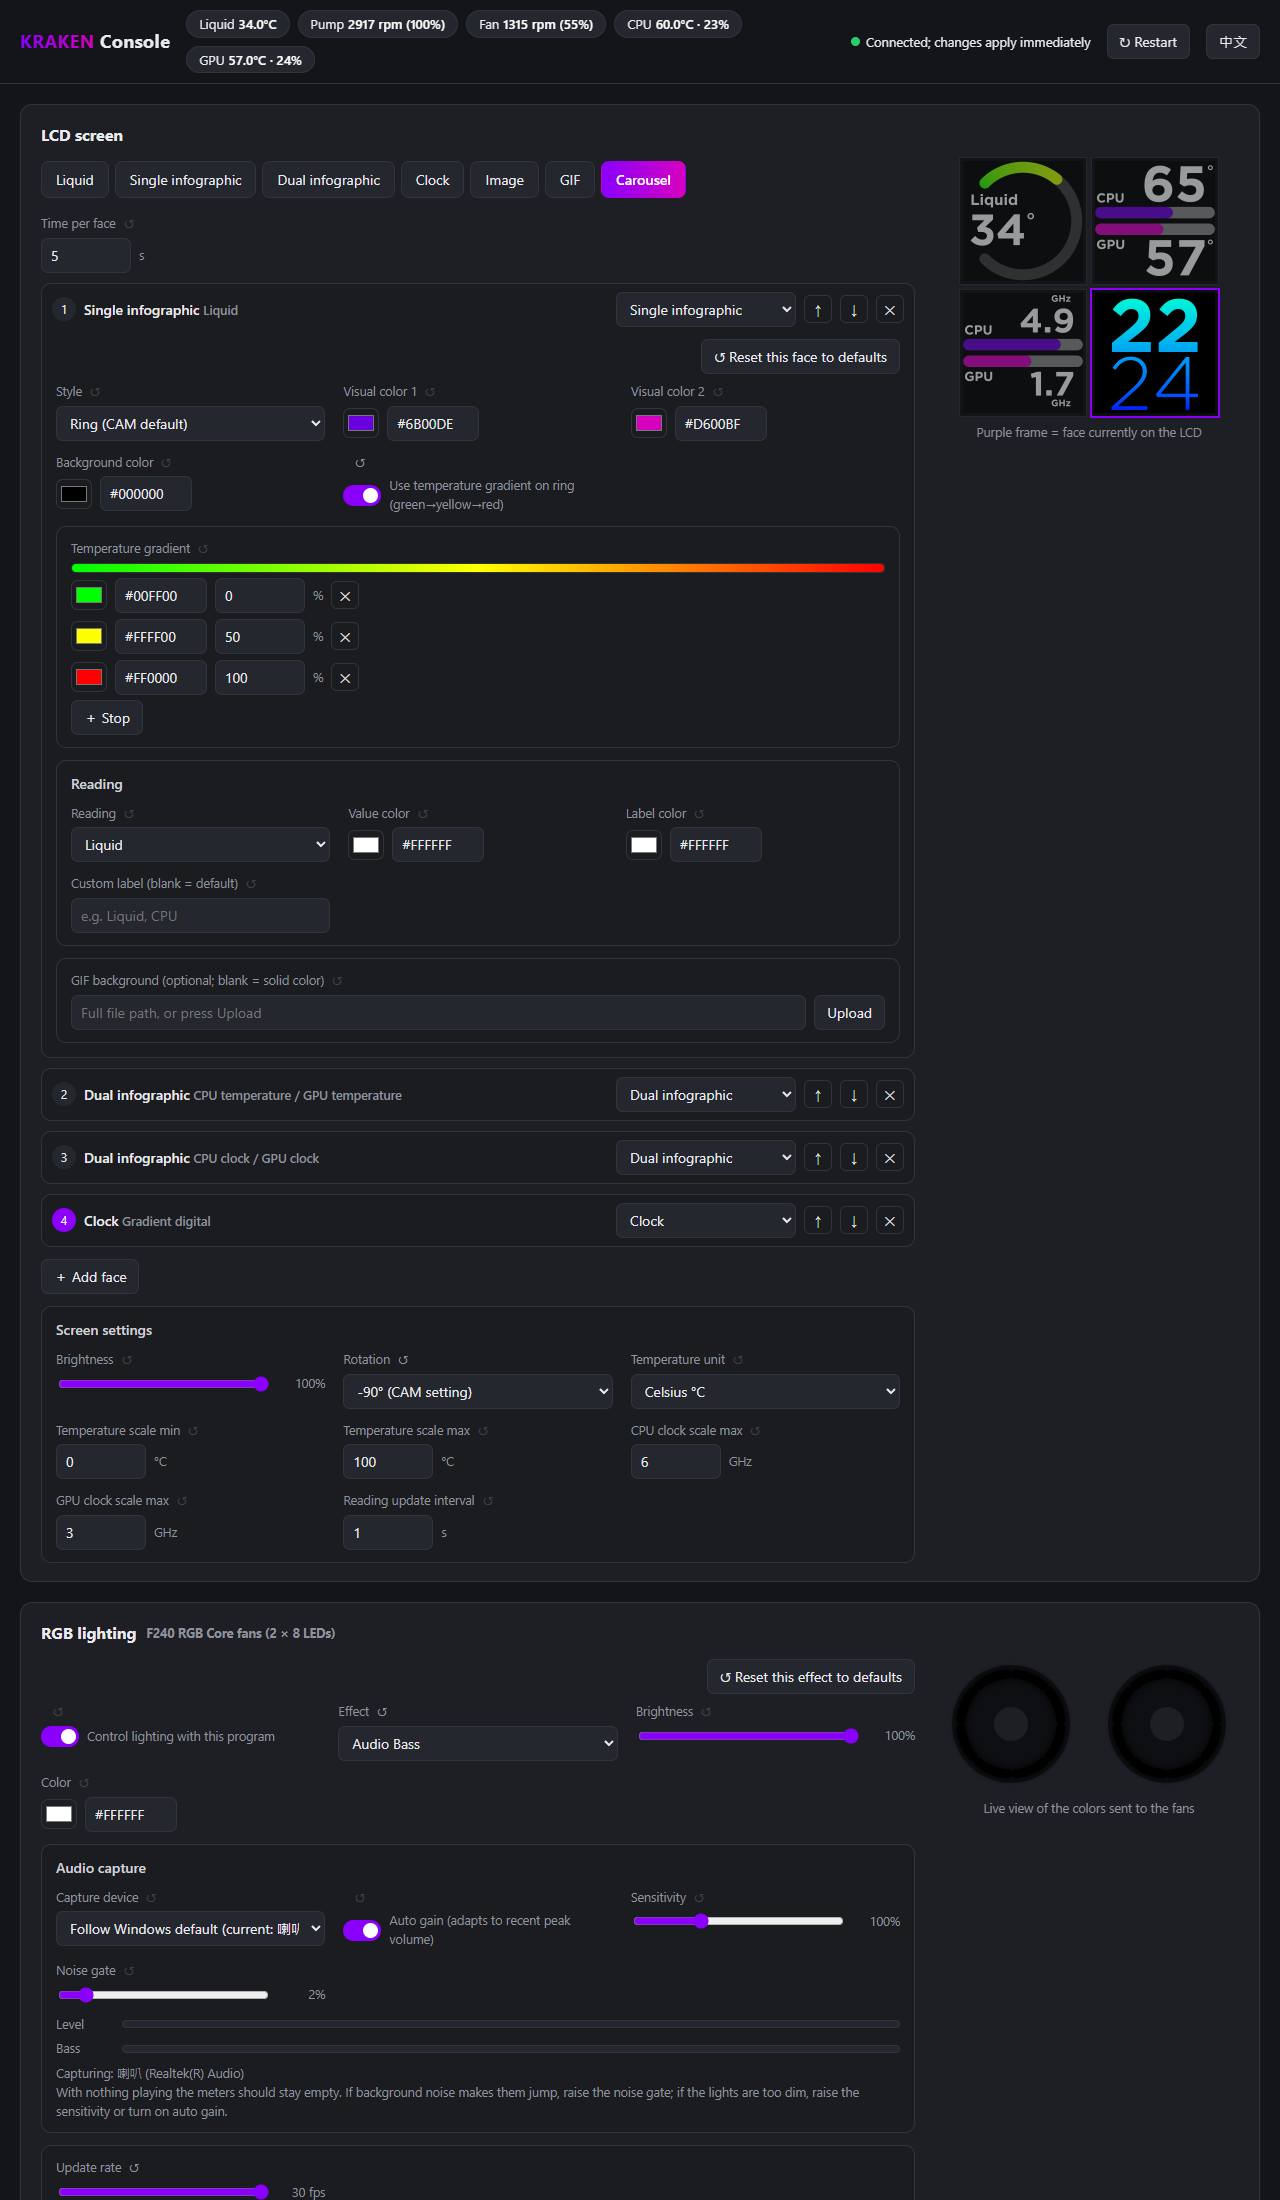 KRAKEN Console
Liquid 34.0°C
Pump 2917 rpm (100%)
Fan 1315 rpm (55%)
CPU 60.0°C · 23%
GPU 57.0°C · 24%
Connected; changes apply immediately
↻ Restart
中文
LCD screen
Liquid
Single infographic
Dual infographic
Clock
Image
GIF
Carousel
Time per face ↺
5 s
1 Single infographic Liquid
Single infographic
↑ ↓ ×
↺ Reset this face to defaults
Style ↺
Visual color 1 ↺
Visual color 2 ↺
Ring (CAM default)
#6B00DE
#D600BF
Background color ↺
↺
#000000
Use temperature gradient on ring
(green→yellow→red)
Temperature gradient ↺
#00FF00 0 % ×
#FFFF00 50 % ×
#FF0000 100 % ×
+ Stop
Reading
Reading ↺
Value color ↺
Label color ↺
Liquid
#FFFFFF
#FFFFFF
Custom label (blank = default) ↺
e.g. Liquid, CPU
GIF background (optional; blank = solid color) ↺
Full file path, or press Upload
Upload
2 Dual infographic CPU temperature / GPU temperature
Dual infographic
↑ ↓ ×
3 Dual infographic CPU clock / GPU clock
Dual infographic
↑ ↓ ×
4 Clock Gradient digital
Clock
↑ ↓ ×
+ Add face
Screen settings
Brightness ↺
Rotation ↺
Temperature unit ↺
100%
-90° (CAM setting)
Celsius °C
Temperature scale min ↺
Temperature scale max ↺
CPU clock scale max ↺
0 °C
100 °C
6 GHz
GPU clock scale max ↺
Reading update interval ↺
3 GHz
1 s
Liquid
34°
CPU 65°
GPU 57°
GHz
CPU 4.9
GPU 1.7
GHz
22
24
Purple frame = face currently on the LCD
RGB lighting F240 RGB Core fans (2 × 8 LEDs)
↺ Reset this effect to defaults
↺
Effect ↺
Brightness ↺
Control lighting with this program
Audio Bass
100%
Color ↺
#FFFFFF
Live view of the colors sent to the fans
Audio capture
Capture device ↺
↺
Sensitivity ↺
Follow Windows default (current: 喇叭
Auto gain (adapts to recent peak
volume)
100%
Noise gate ↺
2%
Level
Bass
Capturing: 喇叭 (Realtek(R) Audio)
With nothing playing the meters should stay empty. If background noise makes them jump, raise the noise gate; if the lights are too dim, raise the
sensitivity or turn on auto gain.
Update rate ↺
30 fps